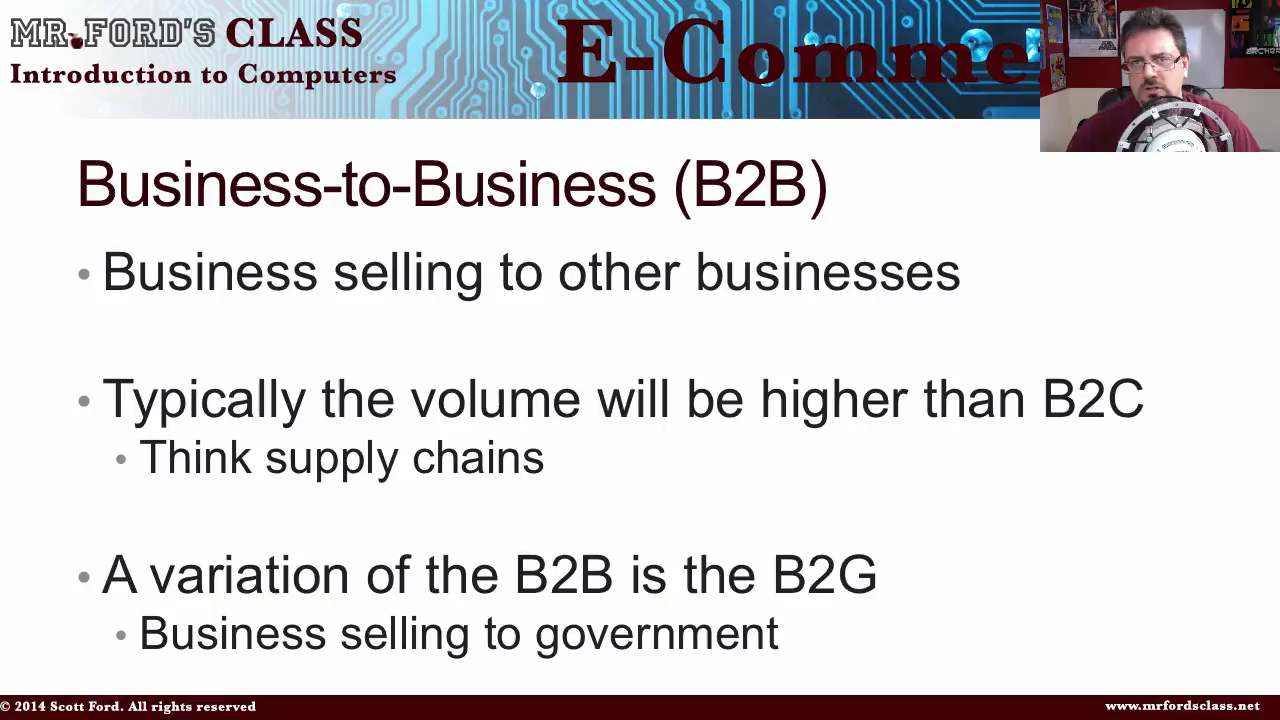 MR. FORD'S CLASS
Introduction to Computers
E-Comme
Business-to-Business (B2B)
• Business selling to other businesses
• Typically the volume will be higher than B2C
• Think supply chains
• A variation of the B2B is the B2G
• Business selling to government
© 2014 Scott Ford. All rights reserved
www.mrfordsclass.net